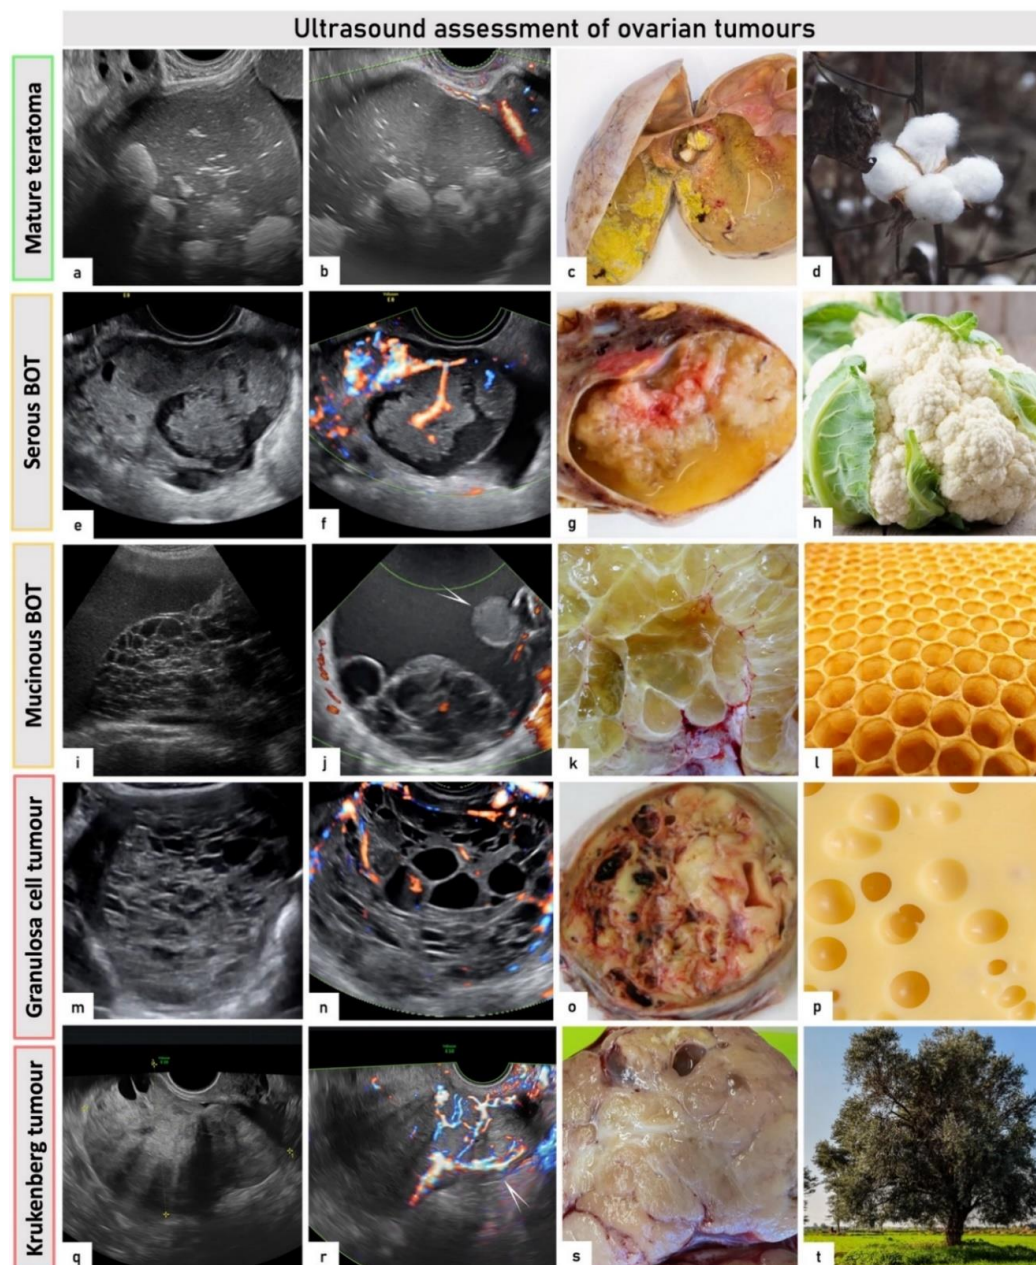 Ultrasound assessment of ovarian tumours
Mature teratoma
a
b
c
d
Serous BOT
e
f
g
h
Mucinous BOT
i
j
k
l
Granulosa cell tumour
m
n
o
p
Krukenberg tumour
q
r
s
t